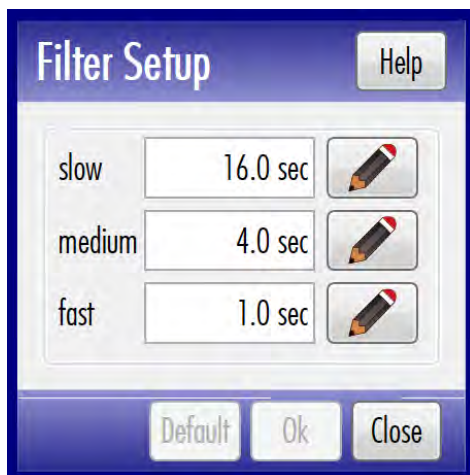 Filter Setup Help
slow 16.0 sec
medium 4.0 sec
fast 1.0 sec
Default Ok Close